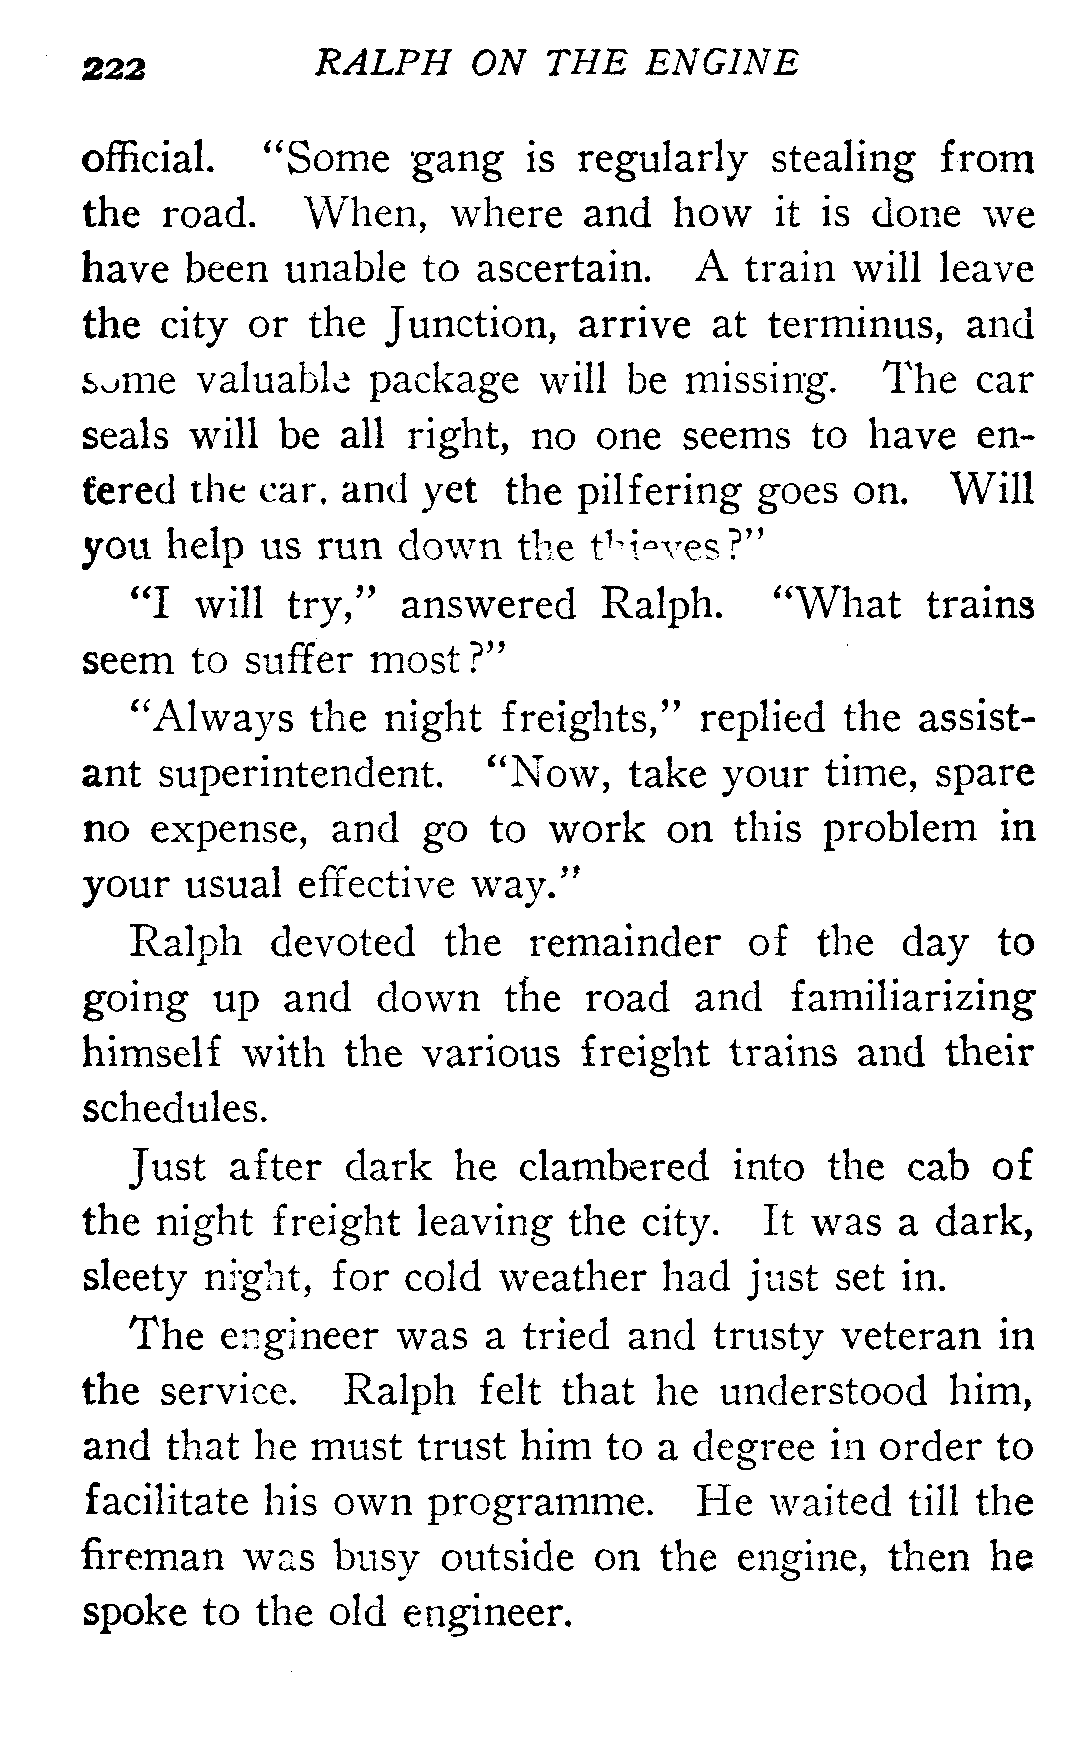 222 RALPH ON THE ENGINE
official. "Some gang is regularly stealing from
the road. When, where and how it is done we
have been unable to ascertain. A train will leave
the city or the Junction, arrive at terminus, and
some valuable package will be missing. The car
seals will be all right, no one seems to have en-
tered the car, and yet the pilfering goes on. Will
you help us run down the thieves?"
"I will try," answered Ralph. "What trains
seem to suffer most?"
"Always the night freights," replied the assist-
ant superintendent. "Now, take your time, spare
no expense, and go to work on this problem in
your usual effective way."
Ralph devoted the remainder of the day to
going up and down the road and familiarizing
himself with the various freight trains and their
schedules.
Just after dark he clambered into the cab of
the night freight leaving the city. It was a dark,
sleety night, for cold weather had just set in.
The engineer was a tried and trusty veteran in
the service. Ralph felt that he understood him,
and that he must trust him to a degree in order to
facilitate his own programme. He waited till the
fireman was busy outside on the engine, then he
spoke to the old engineer.